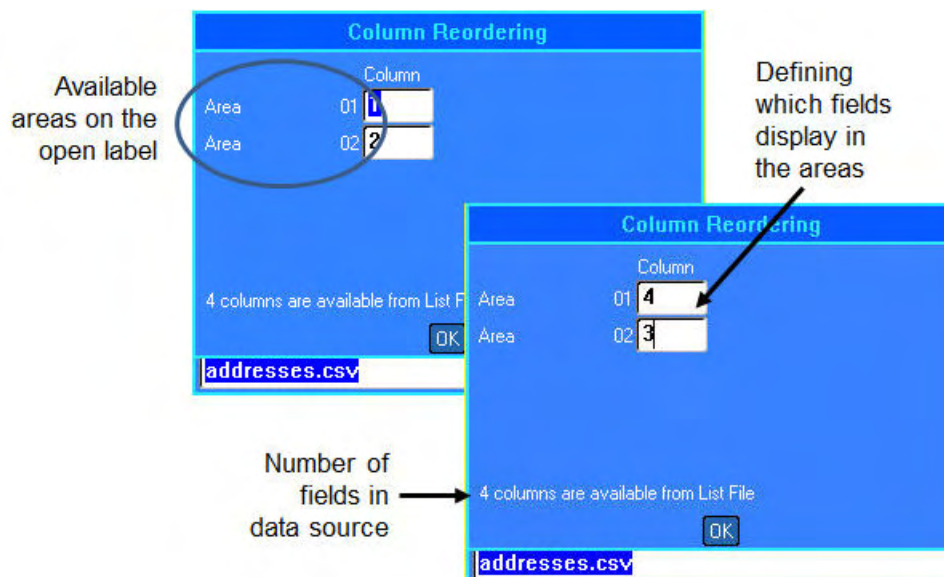 Column Reordering
Available
areas on the
open label
Column
Area 01 1
Area 02 2
4 columns are available from List F
OK
addresses.csv
Defining
which fields
display in
the areas
Column Reordering
Column
Area 01 4
Area 02 3
Number of
fields in
data source
4 columns are available from List File
OK
addresses.csv